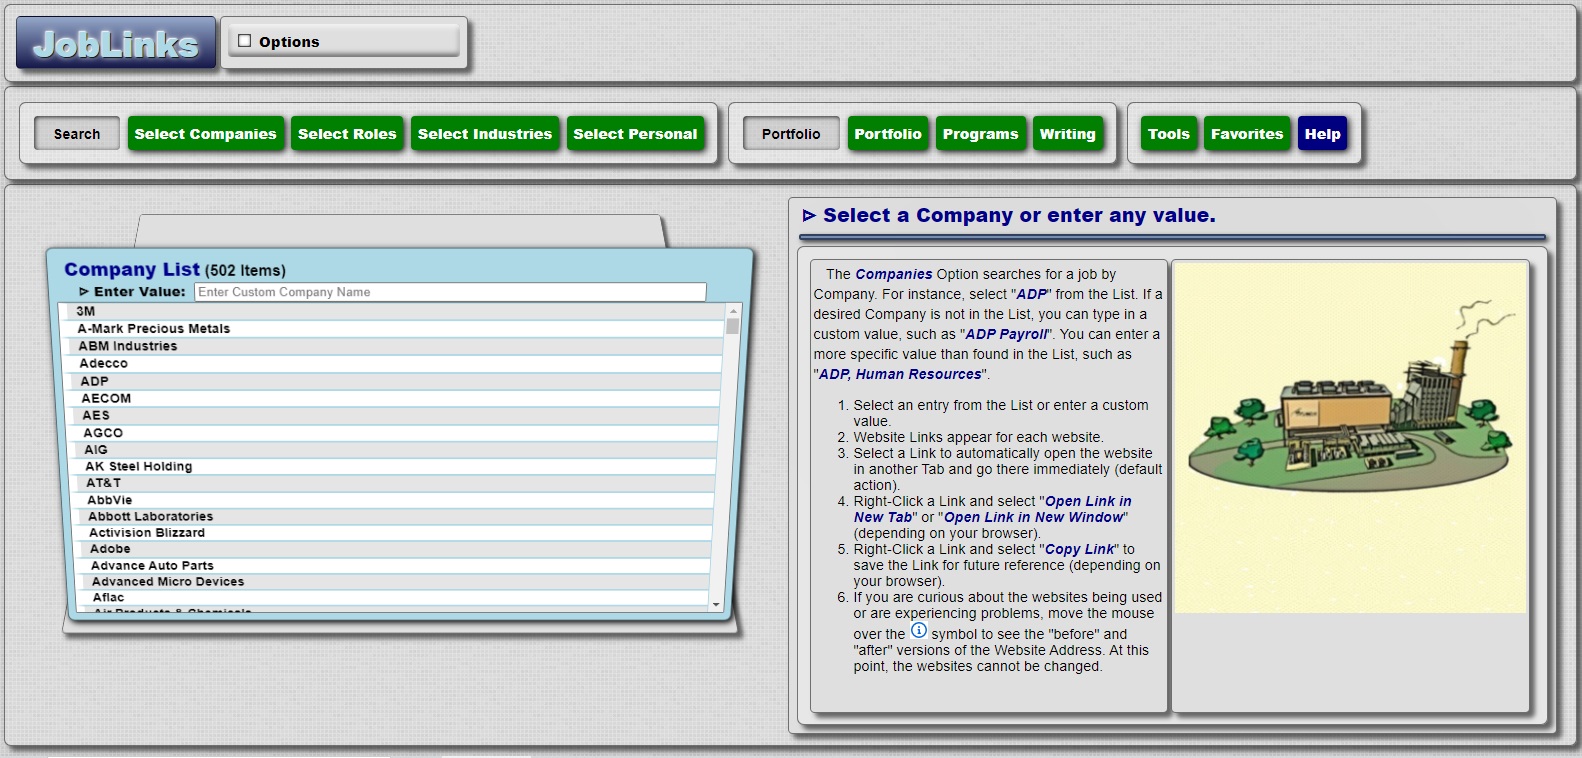 JobLinks
Options
Search
Select Companies
Select Roles
Select Industries
Select Personal
Portfolio
Portfolio
Programs
Writing
Tools
Favorites
Help
Company List (502 Items)
Enter Value: Enter Custom Company Name
3M
A-Mark Precious Metals
ABM Industries
Adecco
ADP
AECOM
AES
AGCO
AIG
AK Steel Holding
AT&T
AbbVie
Abbott Laboratories
Activision Blizzard
Adobe
Advance Auto Parts
Advanced Micro Devices
Aflac
Air Products & Chemicals
Select a Company or enter any value.
The Companies Option searches for a job by
Company. For instance, select "ADP" from the List. If a
desired Company is not in the List, you can type in a
custom value, such as "ADP Payroll". You can enter a
more specific value than found in the List, such as
"ADP, Human Resources".
1. Select an entry from the List or enter a custom
value.
2. Website Links appear for each website.
3. Select a Link to automatically open the website
in another Tab and go there immediately (default
action).
4. Right-Click a Link and select "Open Link in
New Tab" or "Open Link in New Window"
(depending on your browser).
5. Right-Click a Link and select "Copy Link" to
save the Link for future reference (depending on
your browser).
6. If you are curious about the websites being used
or are experiencing problems, move the mouse
over the symbol to see the "before" and
"after" versions of the Website Address. At this
point, the websites cannot be changed.